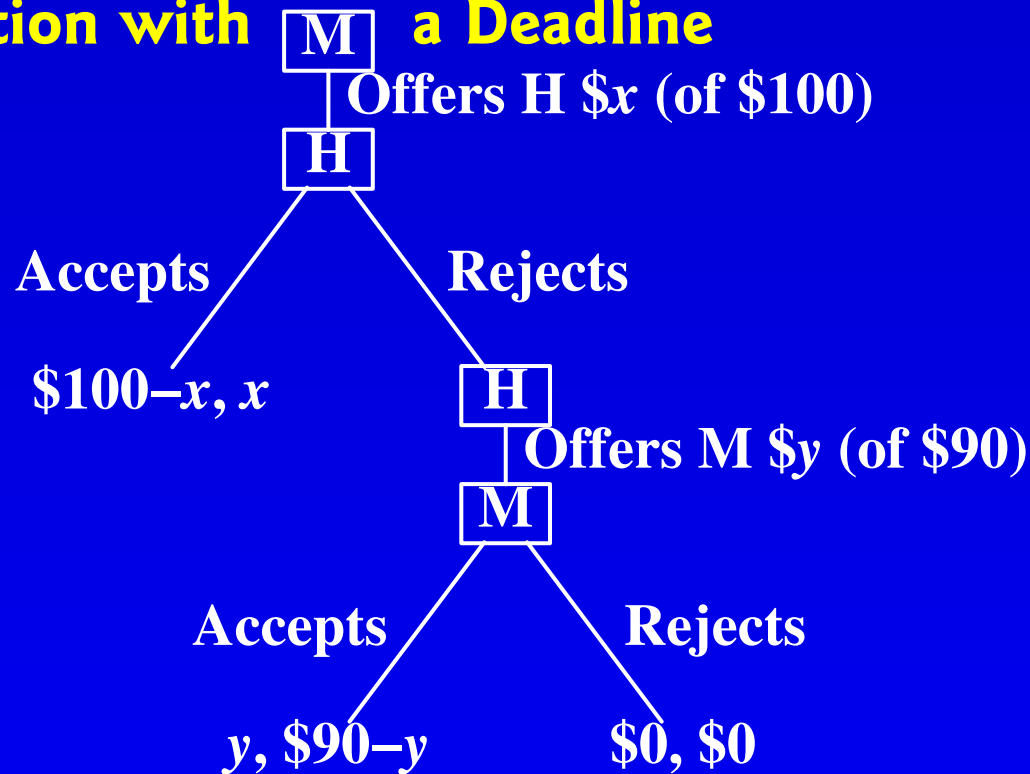 tion with M a Deadline
Offers H $x (of $100)
H
Accepts Rejects
$100–x, x
H
Offers M $y (of $90)
M
Accepts Rejects
y, $90–y $0, $0